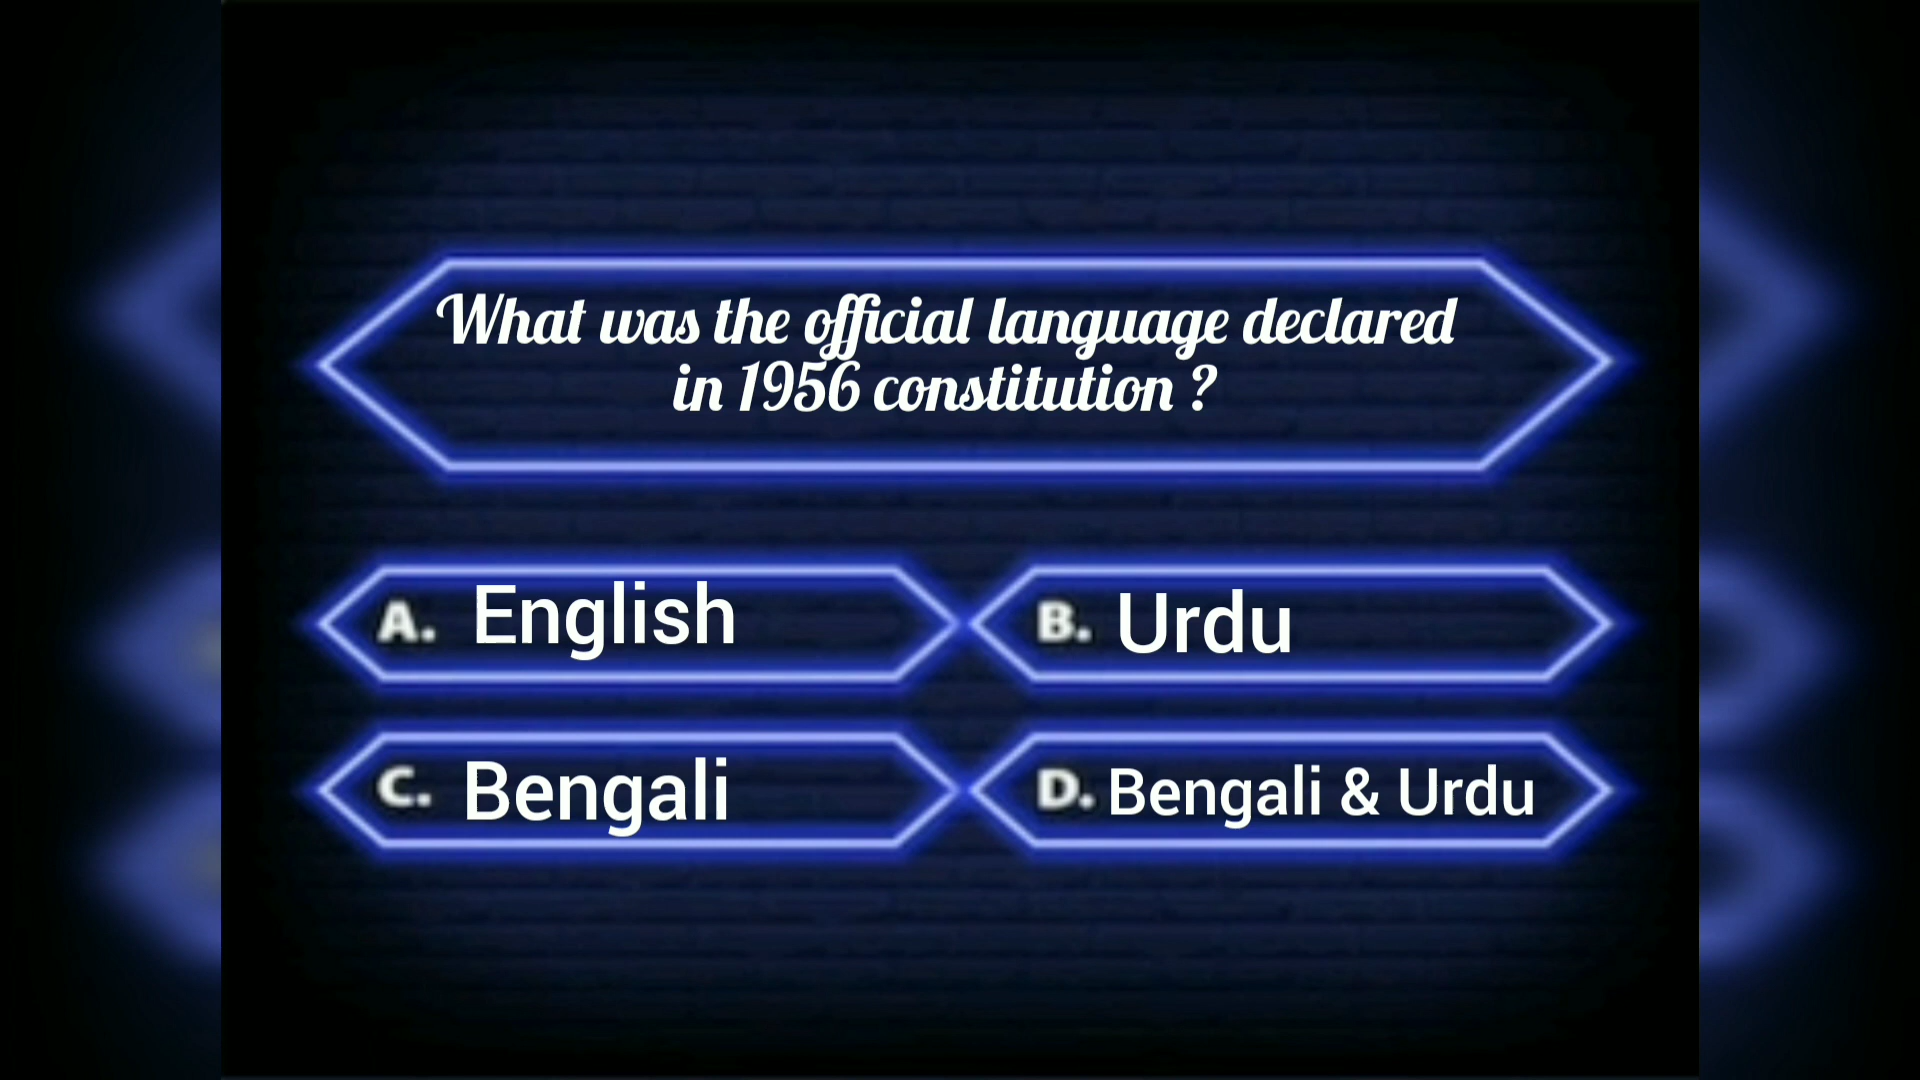 What was the official language declared
in 1956 constitution ?
A. English
B. Urdu
C. Bengali
D. Bengali & Urdu